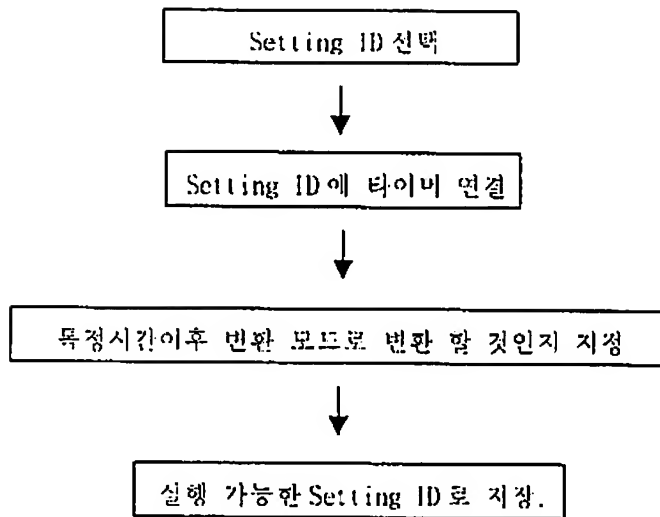 Setting ID 선택
Setting ID에 타이머 연결
특정시간이후 변환 모드로 변환 할 것인지 지정
실행 가능한 Setting ID로 저장.